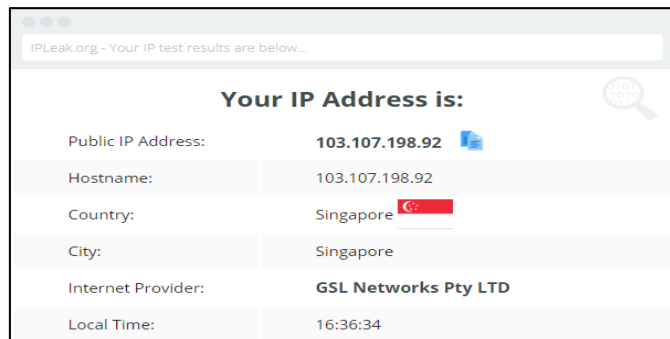 IPLeak.org - Your IP test results are below...
Your IP Address is:
Public IP Address: 103.107.198.92
Hostname: 103.107.198.92
Country: Singapore
City: Singapore
Internet Provider: GSL Networks Pty LTD
Local Time: 16:36:34